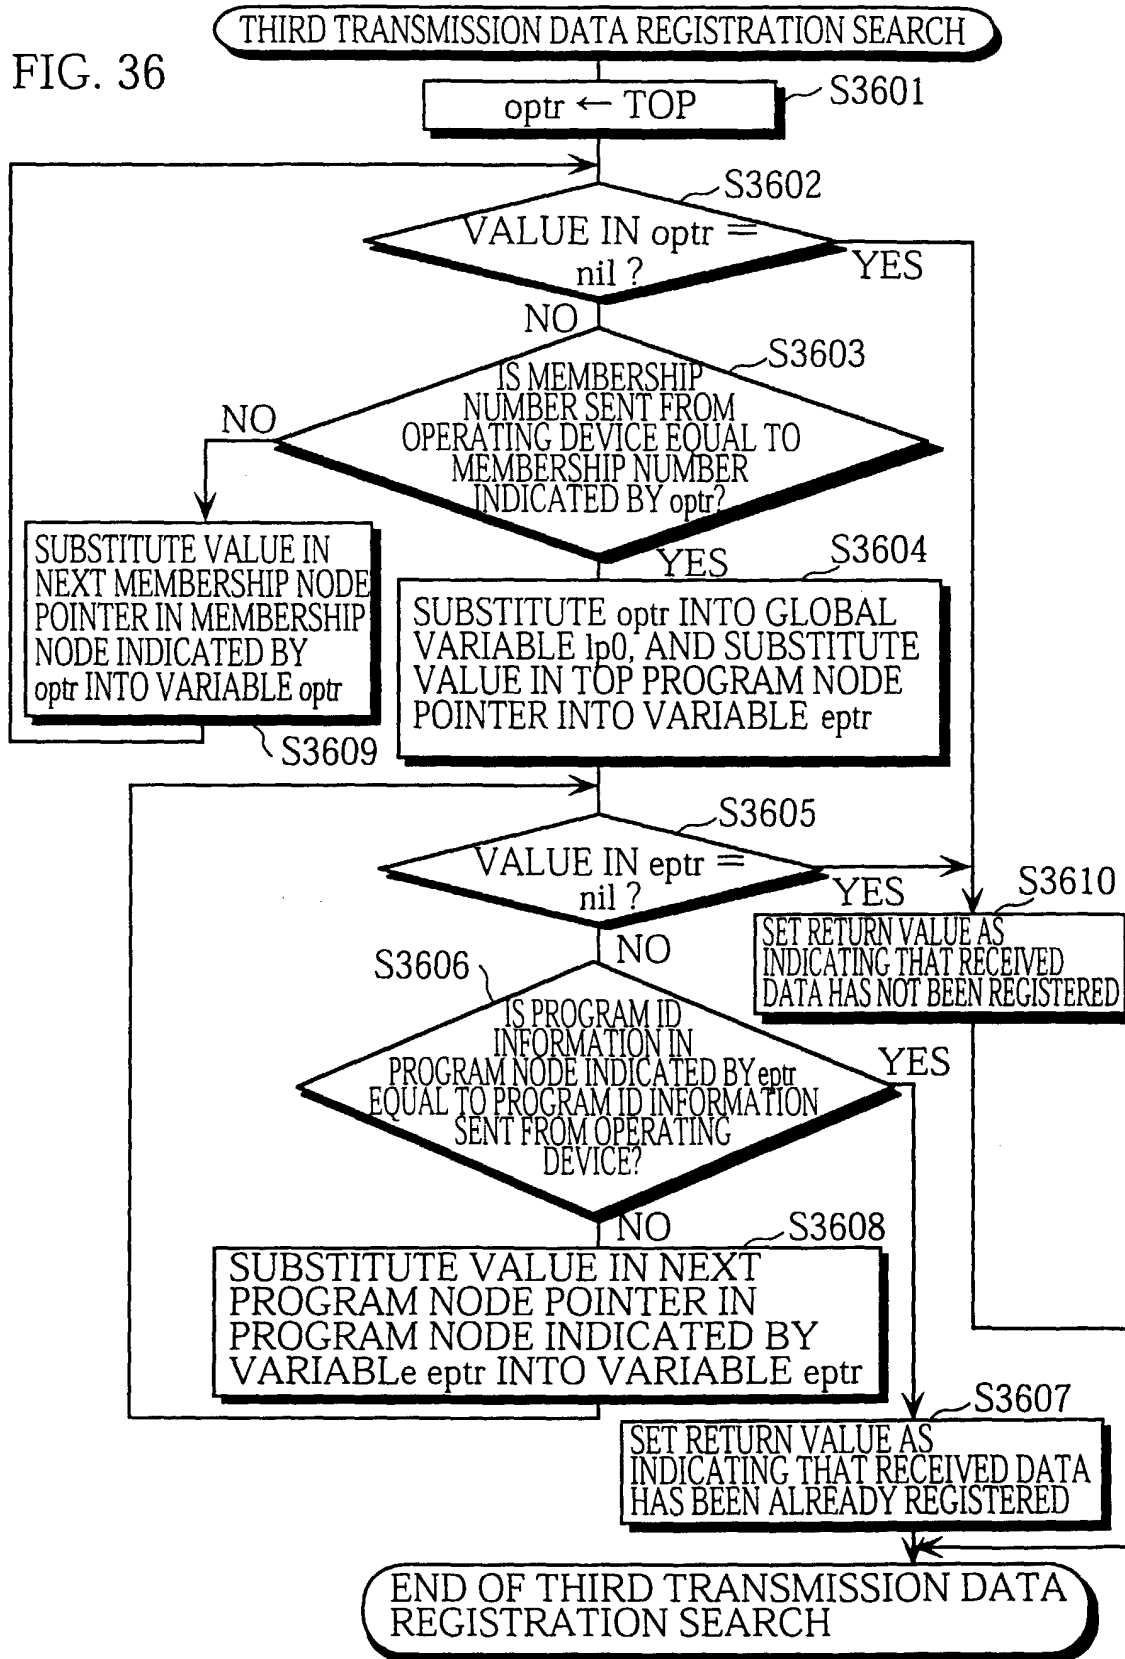 THIRD TRANSMISSION DATA REGISTRATION SEARCH
FIG. 36
optr ← TOP
S3601
S3602
VALUE IN optr =
nil ?
YES
NO
S3603
IS MEMBERSHIP
NUMBER SENT FROM
OPERATING DEVICE EQUAL TO
MEMBERSHIP NUMBER
INDICATED BY optr?
NO
YES
SUBSTITUTE VALUE IN
NEXT MEMBERSHIP NODE
POINTER IN MEMBERSHIP
NODE INDICATED BY
optr INTO VARIABLE optr
S3609
S3604
SUBSTITUTE optr INTO GLOBAL
VARIABLE lp0, AND SUBSTITUTE
VALUE IN TOP PROGRAM NODE
POINTER INTO VARIABLE eptr
S3605
VALUE IN eptr =
nil ?
YES
NO
S3610
SET RETURN VALUE AS
INDICATING THAT RECEIVED
DATA HAS NOT BEEN REGISTERED
S3606
IS PROGRAM ID
INFORMATION IN
PROGRAM NODE INDICATED BY eptr
EQUAL TO PROGRAM ID INFORMATION
SENT FROM OPERATING
DEVICE?
YES
NO
S3608
SUBSTITUTE VALUE IN NEXT
PROGRAM NODE POINTER IN
PROGRAM NODE INDICATED BY
VARIABLe eptr INTO VARIABLE eptr
S3607
SET RETURN VALUE AS
INDICATING THAT RECEIVED DATA
HAS BEEN ALREADY REGISTERED
END OF THIRD TRANSMISSION DATA
REGISTRATION SEARCH